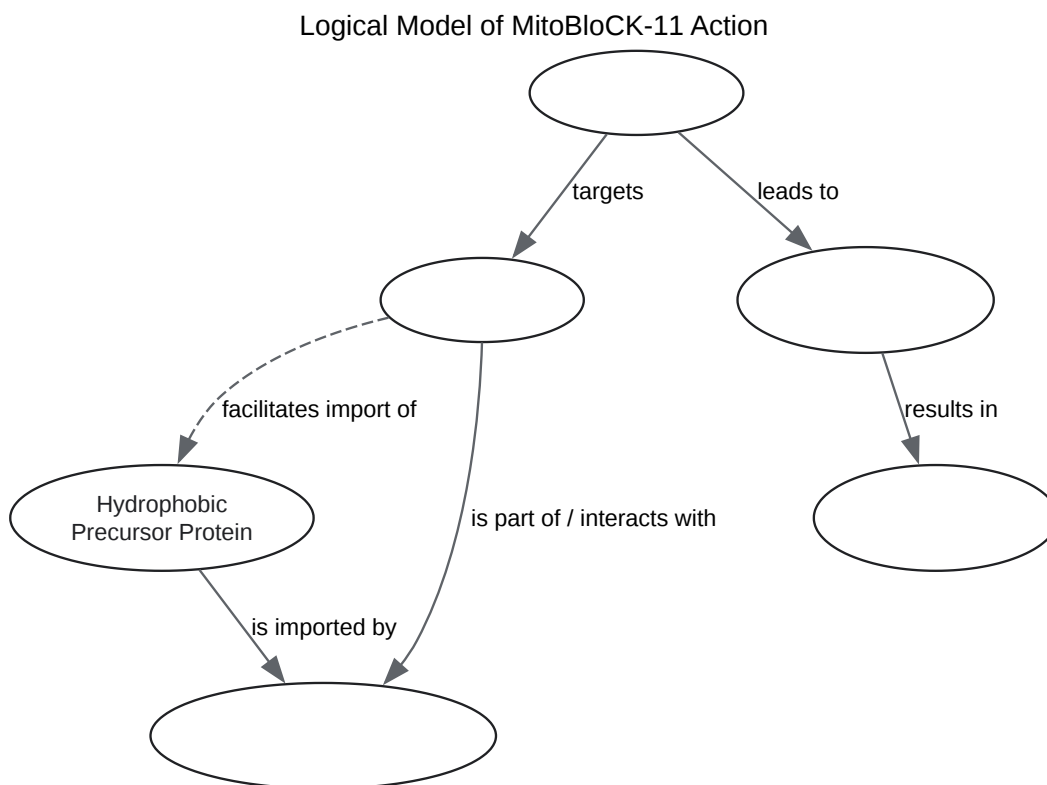 Logical Model of MitoBloCK-11 Action
targets
leads to
facilitates import of
results in
Hydrophobic
Precursor Protein
is part of / interacts with
is imported by